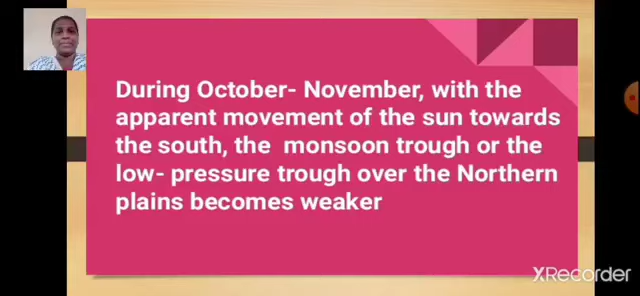 During October- November, with the
apparent movement of the sun towards
the south, the  monsoon trough or the
low- pressure trough over the Northern
plains becomes weaker
XRecorder